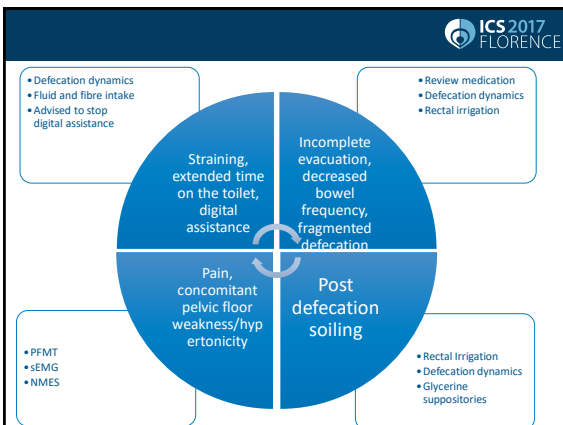 ICS 2017
FLORENCE
• Defecation dynamics
• Fluid and fibre intake
• Advised to stop
digital assistance
• Review medication
• Defecation dynamics
• Rectal irrigation
Straining,
extended time
on the toilet,
digital
assistance
Incomplete
evacuation,
decreased
bowel
frequency,
fragmented
defecation
Pain,
concomitant
pelvic floor
weakness/hyp
ertonicity
Post
defecation
soiling
• PFMT
• sEMG
• NMES
• Rectal Irrigation
• Defecation dynamics
• Glycerine
suppositories